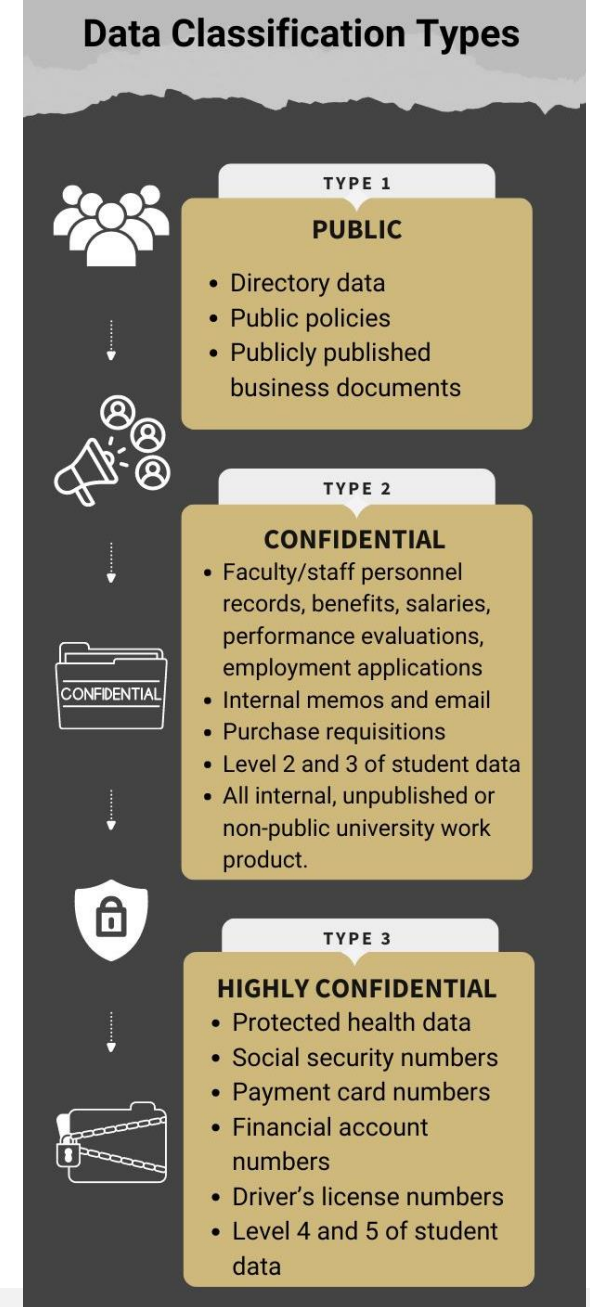 Data Classification Types
TYPE 1
PUBLIC
• Directory data
• Public policies
• Publicly published
business documents
TYPE 2
CONFIDENTIAL
• Faculty/staff personnel
records, benefits, salaries,
performance evaluations,
employment applications
• Internal memos and email
• Purchase requisitions
• Level 2 and 3 of student data
• All internal, unpublished or
non-public university work
product.
CONFIDENTIAL
TYPE 3
HIGHLY CONFIDENTIAL
• Protected health data
• Social security numbers
• Payment card numbers
• Financial account
numbers
• Driver’s license numbers
• Level 4 and 5 of student
data